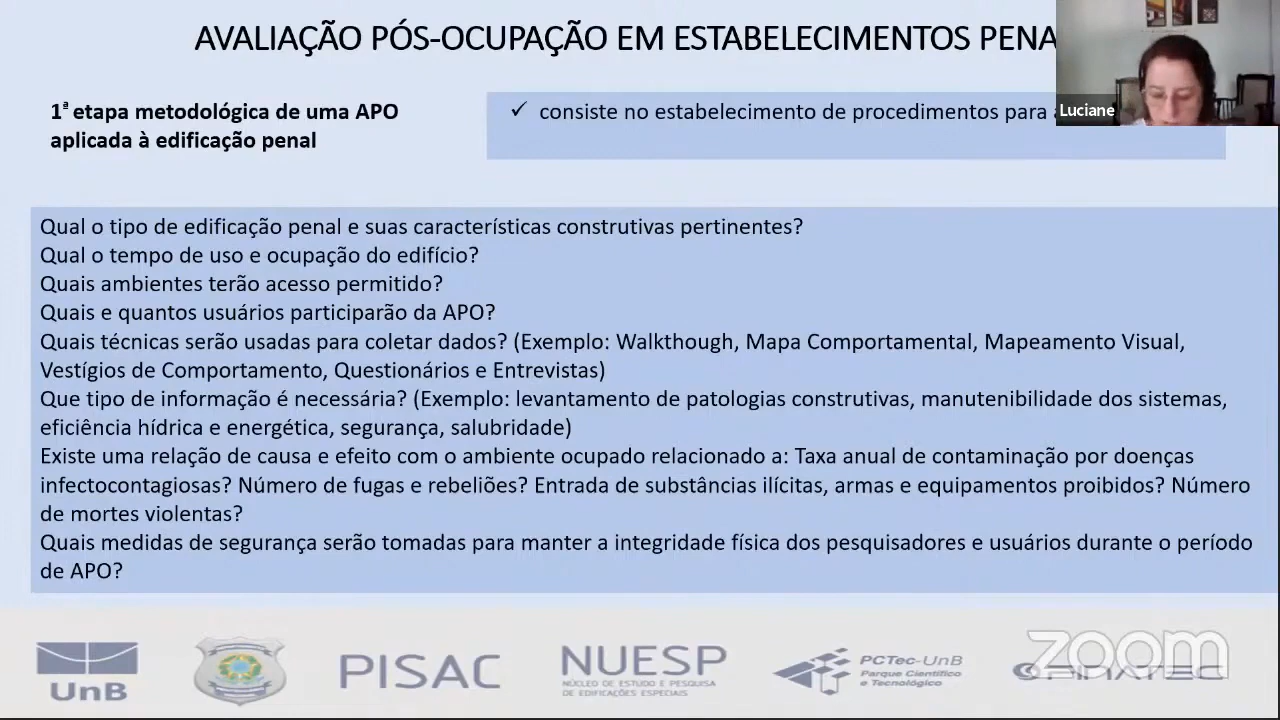 AVALIAÇÃO PÓS-OCUPAÇÃO EM ESTABELECIMENTOS PENA
1ª etapa metodológica de uma APO
aplicada à edificação penal
✓ consiste no estabelecimento de procedimentos para
Luciane
Qual o tipo de edificação penal e suas características construtivas pertinentes?
Qual o tempo de uso e ocupação do edifício?
Quais ambientes terão acesso permitido?
Quais e quantos usuários participarão da APO?
Quais técnicas serão usadas para coletar dados? (Exemplo: Walkthough, Mapa Comportamental, Mapeamento Visual,
Vestígios de Comportamento, Questionários e Entrevistas)
Que tipo de informação é necessária? (Exemplo: levantamento de patologias construtivas, manutenibilidade dos sistemas,
eficiência hídrica e energética, segurança, salubridade)
Existe uma relação de causa e efeito com o ambiente ocupado relacionado a: Taxa anual de contaminação por doenças
infectocontagiosas? Número de fugas e rebeliões? Entrada de substâncias ilícitas, armas e equipamentos proibidos? Número
de mortes violentas?
Quais medidas de segurança serão tomadas para manter a integridade física dos pesquisadores e usuários durante o período
de APO?
UnB
PISAC
NUESP
NÚCLEO DE ESTUDO E PESQUISA
DE EDIFICAÇÕES ESPECIAIS
PCTec-UnB
Parque Científico
e Tecnológico
FINATEC
zoom